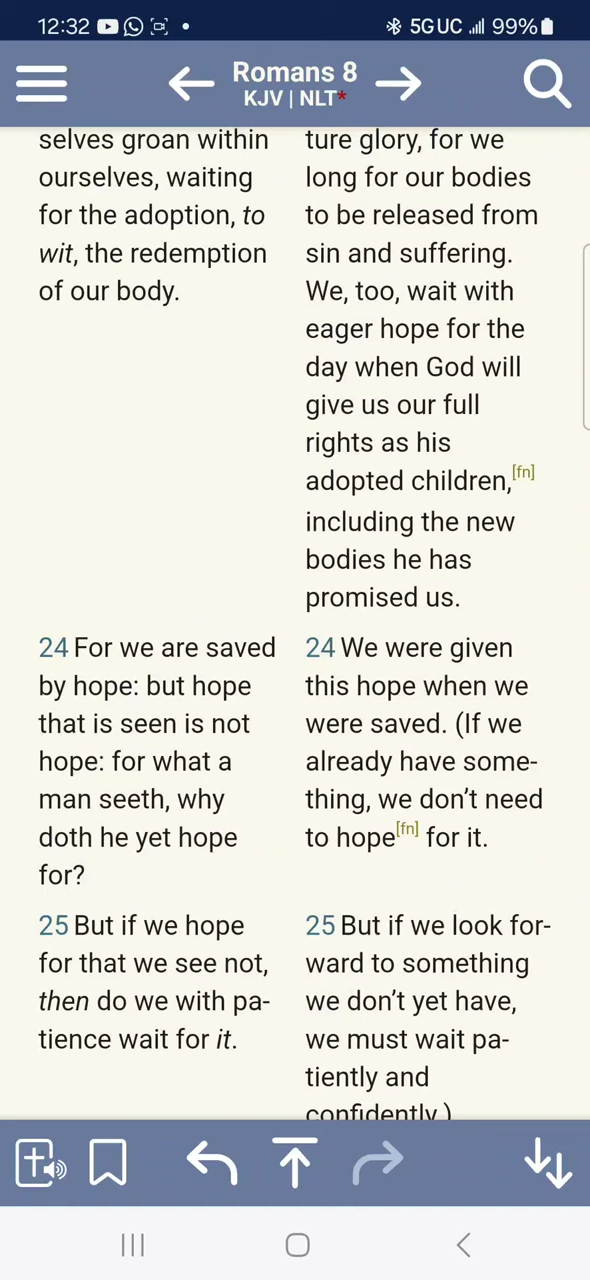 12:32 5G UC 99%
Romans 8
KJV | NLT*
selves groan within
ourselves, waiting
for the adoption, to
wit, the redemption
of our body.
ture glory, for we
long for our bodies
to be released from
sin and suffering.
We, too, wait with
eager hope for the
day when God will
give us our full
rights as his
adopted children,[fn]
including the new
bodies he has
promised us.
24 For we are saved
by hope: but hope
that is seen is not
hope: for what a
man seeth, why
doth he yet hope
for?
24 We were given
this hope when we
were saved. (If we
already have some-
thing, we don’t need
to hope[fn] for it.
25 But if we hope
for that we see not,
then do we with pa-
tience wait for it.
25 But if we look for-
ward to something
we don’t yet have,
we must wait pa-
tiently and
confidently.)